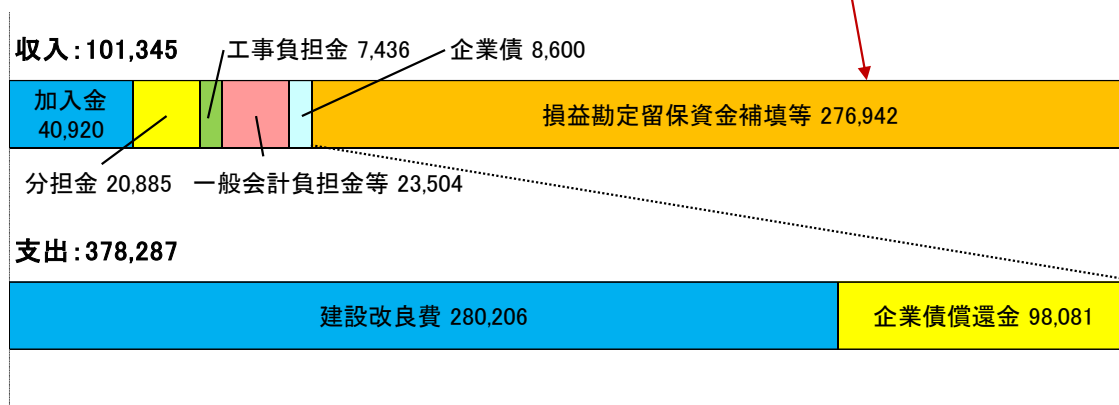 収入：101,345
工事負担金 7,436
企業債 8,600
加入金
40,920
損益勘定留保資金補填等 276,942
分担金 20,885
一般会計負担金等 23,504
支出：378,287
建設改良費 280,206
企業債償還金 98,081